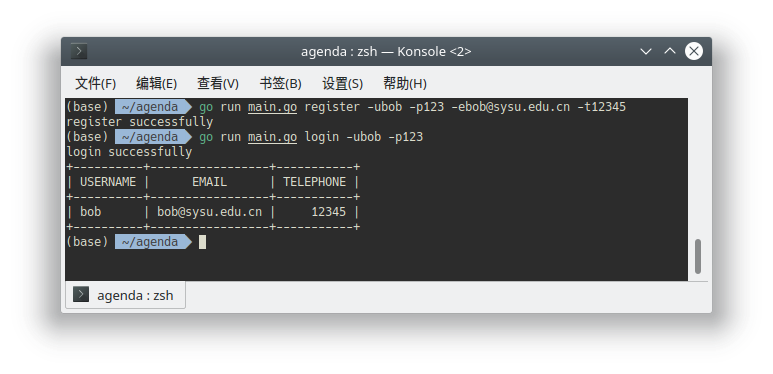 agenda : zsh — Konsole <2>
文件(F) 编辑(E) 查看(V) 书签(B) 设置(S) 帮助(H)
(base) ~/agenda go run main.go register -ubob -p123 -ebob@sysu.edu.cn -t12345
register successfully
(base) ~/agenda go run main.go login -ubob -p123
login successfully
+----------+-----------------+-----------+
| USERNAME |      EMAIL      | TELEPHONE |
+----------+-----------------+-----------+
| bob      | bob@sysu.edu.cn |     12345 |
+----------+-----------------+-----------+
(base) ~/agenda
agenda : zsh